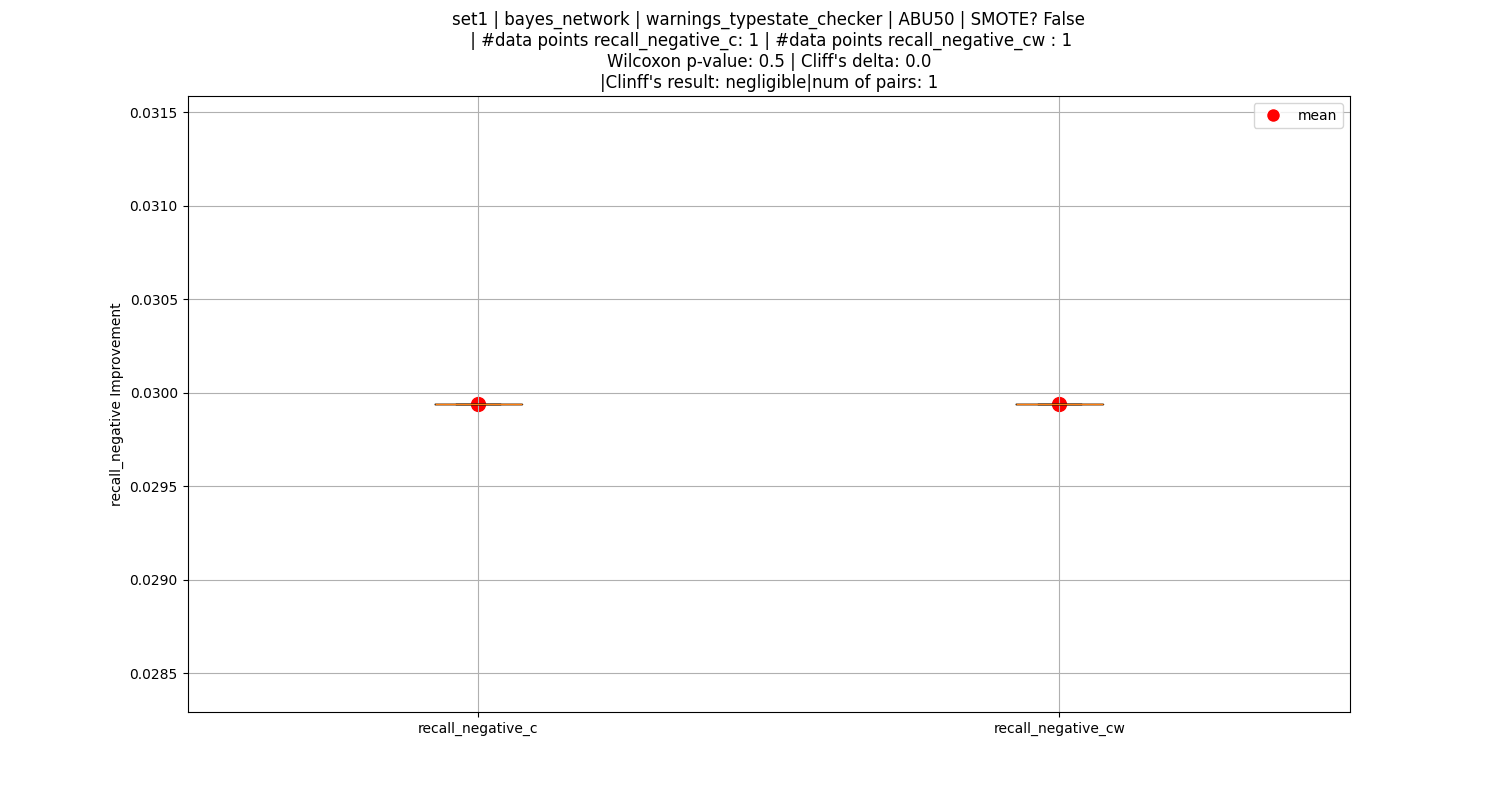 set1 | bayes_network | warnings_typestate_checker | ABU50 | SMOTE? False
| #data points recall_negative_c: 1 | #data points recall_negative_cw : 1
Wilcoxon p-value: 0.5 | Cliff's delta: 0.0
|Clinff's result: negligible|num of pairs: 1
mean
0.0315
0.0310
0.0305
0.0300
0.0295
0.0290
0.0285
recall_negative Improvement
recall_negative_c
recall_negative_cw